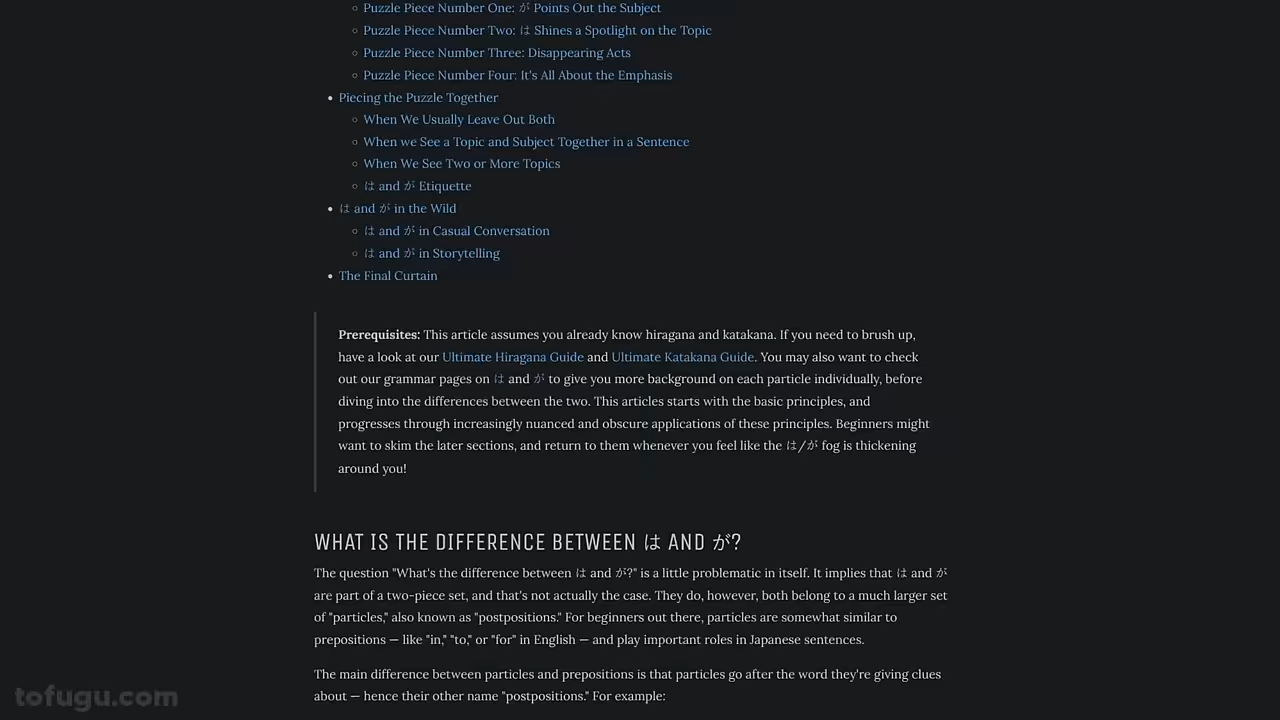 Puzzle Piece Number One: が Points Out the Subject
Puzzle Piece Number Two: は Shines a Spotlight on the Topic
Puzzle Piece Number Three: Disappearing Acts
Puzzle Piece Number Four: It's All About the Emphasis
Piecing the Puzzle Together
When We Usually Leave Out Both
When we See a Topic and Subject Together in a Sentence
When We See Two or More Topics
は and が Etiquette
は and が in the Wild
は and が in Casual Conversation
は and が in Storytelling
The Final Curtain
Prerequisites: This article assumes you already know hiragana and katakana. If you need to brush up,
have a look at our Ultimate Hiragana Guide and Ultimate Katakana Guide. You may also want to check
out our grammar pages on は and が to give you more background on each particle individually, before
diving into the differences between the two. This articles starts with the basic principles, and
progresses through increasingly nuanced and obscure applications of these principles. Beginners might
want to skim the later sections, and return to them whenever you feel like the は/が fog is thickening
around you!
WHAT IS THE DIFFERENCE BETWEEN は AND が?
The question "What's the difference between は and が?" is a little problematic in itself. It implies that は and が
are part of a two-piece set, and that's not actually the case. They do, however, both belong to a much larger set
of "particles," also known as "postpositions." For beginners out there, particles are somewhat similar to
prepositions — like "in," "to," or "for" in English — and play important roles in Japanese sentences.
The main difference between particles and prepositions is that particles go after the word they're giving clues
about — hence their other name "postpositions." For example:
tofugu.com